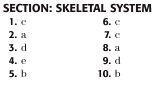 SECTION: SKELETAL SYSTEM
1. c
2. a
3. d
4. e
5. b
6. c
7. c
8. a
9. d
10. b